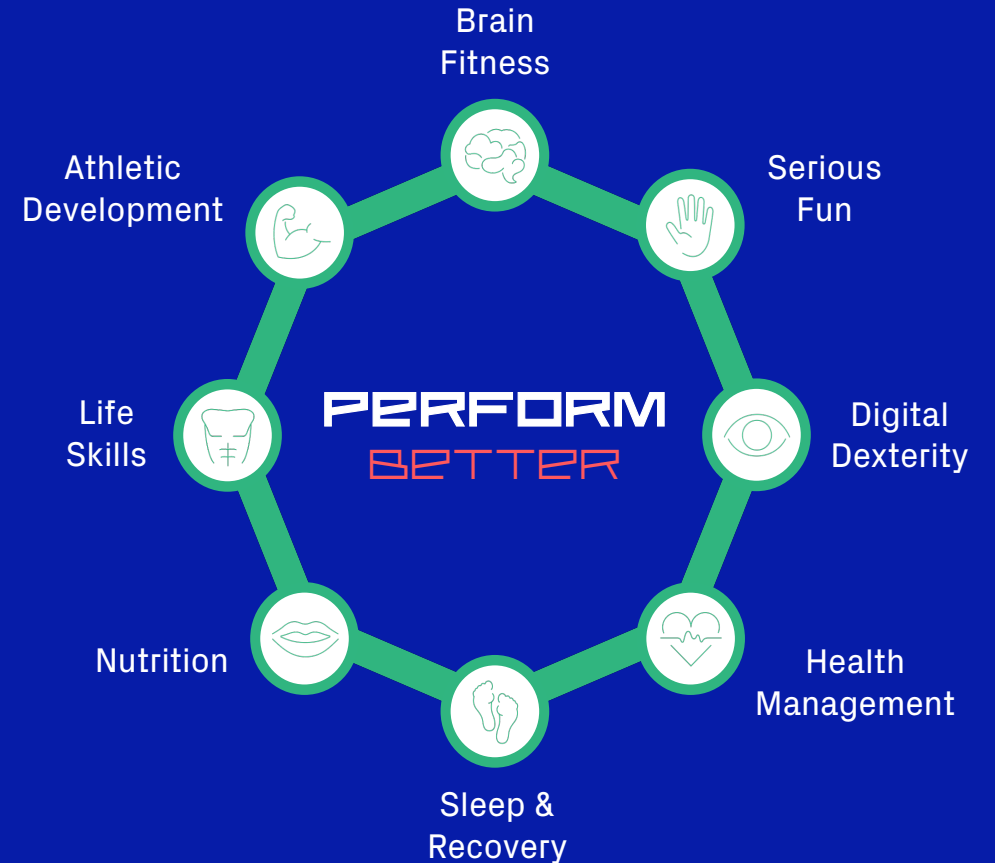 Brain
Fitness
Serious
Fun
Digital
Dexterity
Health
Management
Sleep &
Recovery
Nutrition
Life
Skills
Athletic
Development
PERFORM
BETTER